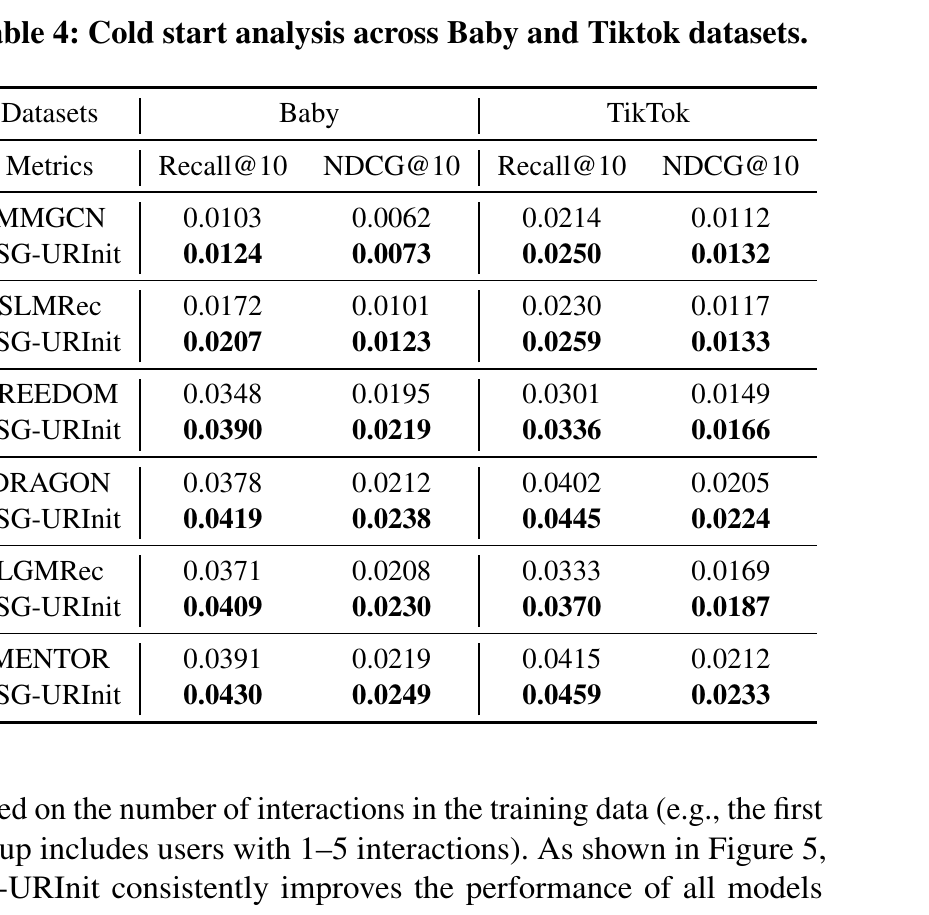 able 4: Cold start analysis across Baby and Tiktok datasets.
Datasets Baby TikTok
Metrics Recall@10 NDCG@10 Recall@10 NDCG@10
MMGCN 0.0103 0.0062 0.0214 0.0112
SG-URInit 0.0124 0.0073 0.0250 0.0132
SLMRec 0.0172 0.0101 0.0230 0.0117
SG-URInit 0.0207 0.0123 0.0259 0.0133
REEDOM 0.0348 0.0195 0.0301 0.0149
SG-URInit 0.0390 0.0219 0.0336 0.0166
DRAGON 0.0378 0.0212 0.0402 0.0205
SG-URInit 0.0419 0.0238 0.0445 0.0224
LGMRec 0.0371 0.0208 0.0333 0.0169
SG-URInit 0.0409 0.0230 0.0370 0.0187
MENTOR 0.0391 0.0219 0.0415 0.0212
SG-URInit 0.0430 0.0249 0.0459 0.0233
ed on the number of interactions in the training data (e.g., the first
up includes users with 1–5 interactions). As shown in Figure 5,
-URInit consistently improves the performance of all models